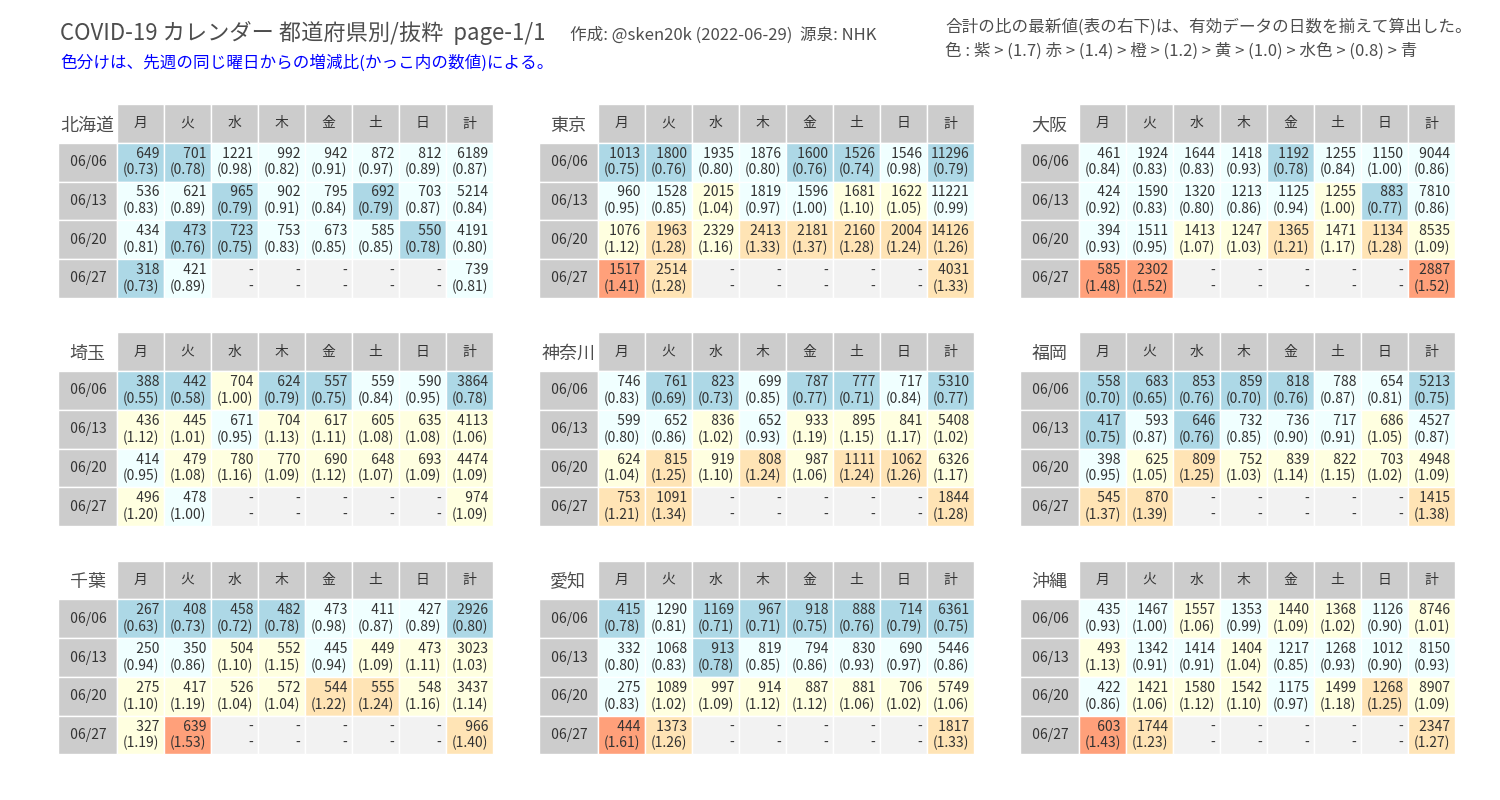 COVID-19 カレンダー 都道府県別/抜粋 page-1/1 作成: @sken20k (2022-06-29) 源泉: NHK
合計の比の最新値(表の右下)は、有効データの日数を揃えて算出した。
色分けは、先週の同じ曜日からの増減比(かっこ内の数値)による。
色 : 紫 > (1.7) 赤 > (1.4) > 橙 > (1.2) > 黄 > (1.0) > 水色 > (0.8) > 青
北海道 月 火 水 木 金 土 日 計
06/06 649 701 1221 992 942 872 812 6189
(0.73) (0.78) (0.98) (0.82) (0.91) (0.97) (0.89) (0.87)
06/13 536 621 965 902 795 692 703 5214
(0.83) (0.89) (0.79) (0.91) (0.84) (0.79) (0.87) (0.84)
06/20 434 473 723 753 673 585 550 4191
(0.81) (0.76) (0.75) (0.83) (0.85) (0.85) (0.78) (0.80)
06/27 318 421 - - - - - 739
(0.73) (0.89) - - - - - (0.81)
東京 月 火 水 木 金 土 日 計
06/06 1013 1800 1935 1876 1600 1526 1546 11296
(0.75) (0.76) (0.80) (0.80) (0.76) (0.74) (0.98) (0.79)
06/13 960 1528 2015 1819 1596 1681 1622 11221
(0.95) (0.85) (1.04) (0.97) (1.00) (1.10) (1.05) (0.99)
06/20 1076 1963 2329 2413 2181 2160 2004 14126
(1.12) (1.28) (1.16) (1.33) (1.37) (1.28) (1.24) (1.26)
06/27 1517 2514 - - - - - 4031
(1.41) (1.28) - - - - - (1.33)
大阪 月 火 水 木 金 土 日 計
06/06 461 1924 1644 1418 1192 1255 1150 9044
(0.84) (0.83) (0.83) (0.93) (0.78) (0.84) (1.00) (0.86)
06/13 424 1590 1320 1213 1125 1255 883 7810
(0.92) (0.83) (0.80) (0.86) (0.94) (1.00) (0.77) (0.86)
06/20 394 1511 1413 1247 1365 1471 1134 8535
(0.93) (0.95) (1.07) (1.03) (1.21) (1.17) (1.28) (1.09)
06/27 585 2302 - - - - - 2887
(1.48) (1.52) - - - - - (1.52)
埼玉 月 火 水 木 金 土 日 計
06/06 388 442 704 624 557 559 590 3864
(0.55) (0.58) (1.00) (0.79) (0.75) (0.84) (0.95) (0.78)
06/13 436 445 671 704 617 605 635 4113
(1.12) (1.01) (0.95) (1.13) (1.11) (1.08) (1.08) (1.06)
06/20 414 479 780 770 690 648 693 4474
(0.95) (1.08) (1.16) (1.09) (1.12) (1.07) (1.09) (1.09)
06/27 496 478 - - - - - 974
(1.20) (1.00) - - - - - (1.09)
神奈川 月 火 水 木 金 土 日 計
06/06 746 761 823 699 787 777 717 5310
(0.83) (0.69) (0.73) (0.85) (0.77) (0.71) (0.84) (0.77)
06/13 599 652 836 652 933 895 841 5408
(0.80) (0.86) (1.02) (0.93) (1.19) (1.15) (1.17) (1.02)
06/20 624 815 919 808 987 1111 1062 6326
(1.04) (1.25) (1.10) (1.24) (1.06) (1.24) (1.26) (1.17)
06/27 753 1091 - - - - - 1844
(1.21) (1.34) - - - - - (1.28)
福岡 月 火 水 木 金 土 日 計
06/06 558 683 853 859 818 788 654 5213
(0.70) (0.65) (0.76) (0.70) (0.76) (0.87) (0.81) (0.75)
06/13 417 593 646 732 736 717 686 4527
(0.75) (0.87) (0.76) (0.85) (0.90) (0.91) (1.05) (0.87)
06/20 398 625 809 752 839 822 703 4948
(0.95) (1.05) (1.25) (1.03) (1.14) (1.15) (1.02) (1.09)
06/27 545 870 - - - - - 1415
(1.37) (1.39) - - - - - (1.38)
千葉 月 火 水 木 金 土 日 計
06/06 267 408 458 482 473 411 427 2926
(0.63) (0.73) (0.72) (0.78) (0.98) (0.87) (0.89) (0.80)
06/13 250 350 504 552 445 449 473 3023
(0.94) (0.86) (1.10) (1.15) (0.94) (1.09) (1.11) (1.03)
06/20 275 417 526 572 544 555 548 3437
(1.10) (1.19) (1.04) (1.04) (1.22) (1.24) (1.16) (1.14)
06/27 327 639 - - - - - 966
(1.19) (1.53) - - - - - (1.40)
愛知 月 火 水 木 金 土 日 計
06/06 415 1290 1169 967 918 888 714 6361
(0.78) (0.81) (0.71) (0.71) (0.75) (0.76) (0.79) (0.75)
06/13 332 1068 913 819 794 830 690 5446
(0.80) (0.83) (0.78) (0.85) (0.86) (0.93) (0.97) (0.86)
06/20 275 1089 997 914 887 881 706 5749
(0.83) (1.02) (1.09) (1.12) (1.12) (1.06) (1.02) (1.06)
06/27 444 1373 - - - - - 1817
(1.61) (1.26) - - - - - (1.33)
沖縄 月 火 水 木 金 土 日 計
06/06 435 1467 1557 1353 1440 1368 1126 8746
(0.93) (1.00) (1.06) (0.99) (1.09) (1.02) (0.90) (1.01)
06/13 493 1342 1414 1404 1217 1268 1012 8150
(1.13) (0.91) (0.91) (1.04) (0.85) (0.93) (0.90) (0.93)
06/20 422 1421 1580 1542 1175 1499 1268 8907
(0.86) (1.06) (1.12) (1.10) (0.97) (1.18) (1.25) (1.09)
06/27 603 1744 - - - - - 2347
(1.43) (1.23) - - - - - (1.27)